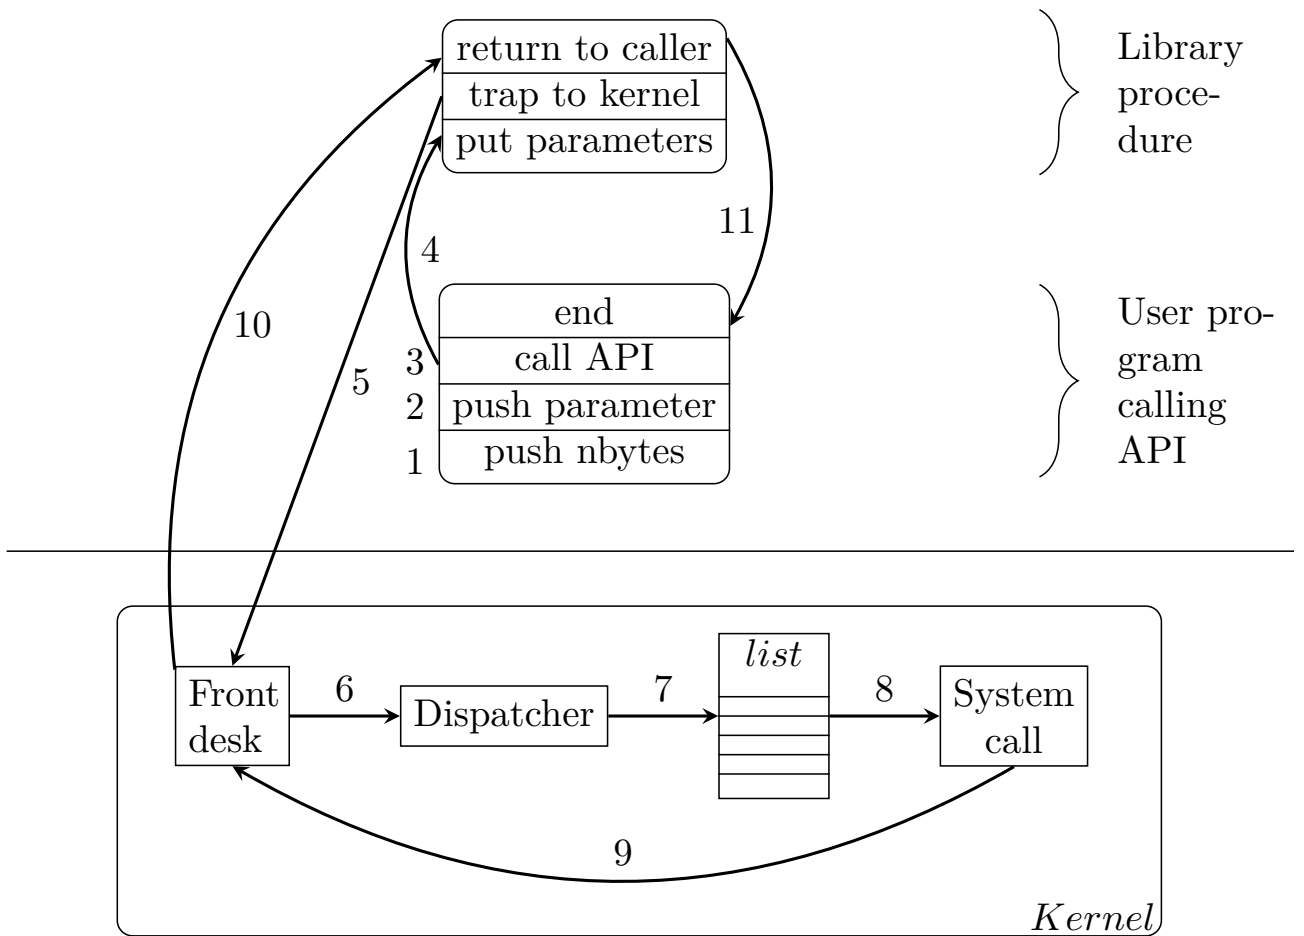 return to caller
trap to kernel
put parameters
Library
proce-
dure
11
4
10
5
end
3 call API
2 push parameter
1 push nbytes
User pro-
gram
calling
API
Front
desk
6
Dispatcher
7
list
8
System
call
9
Kernel